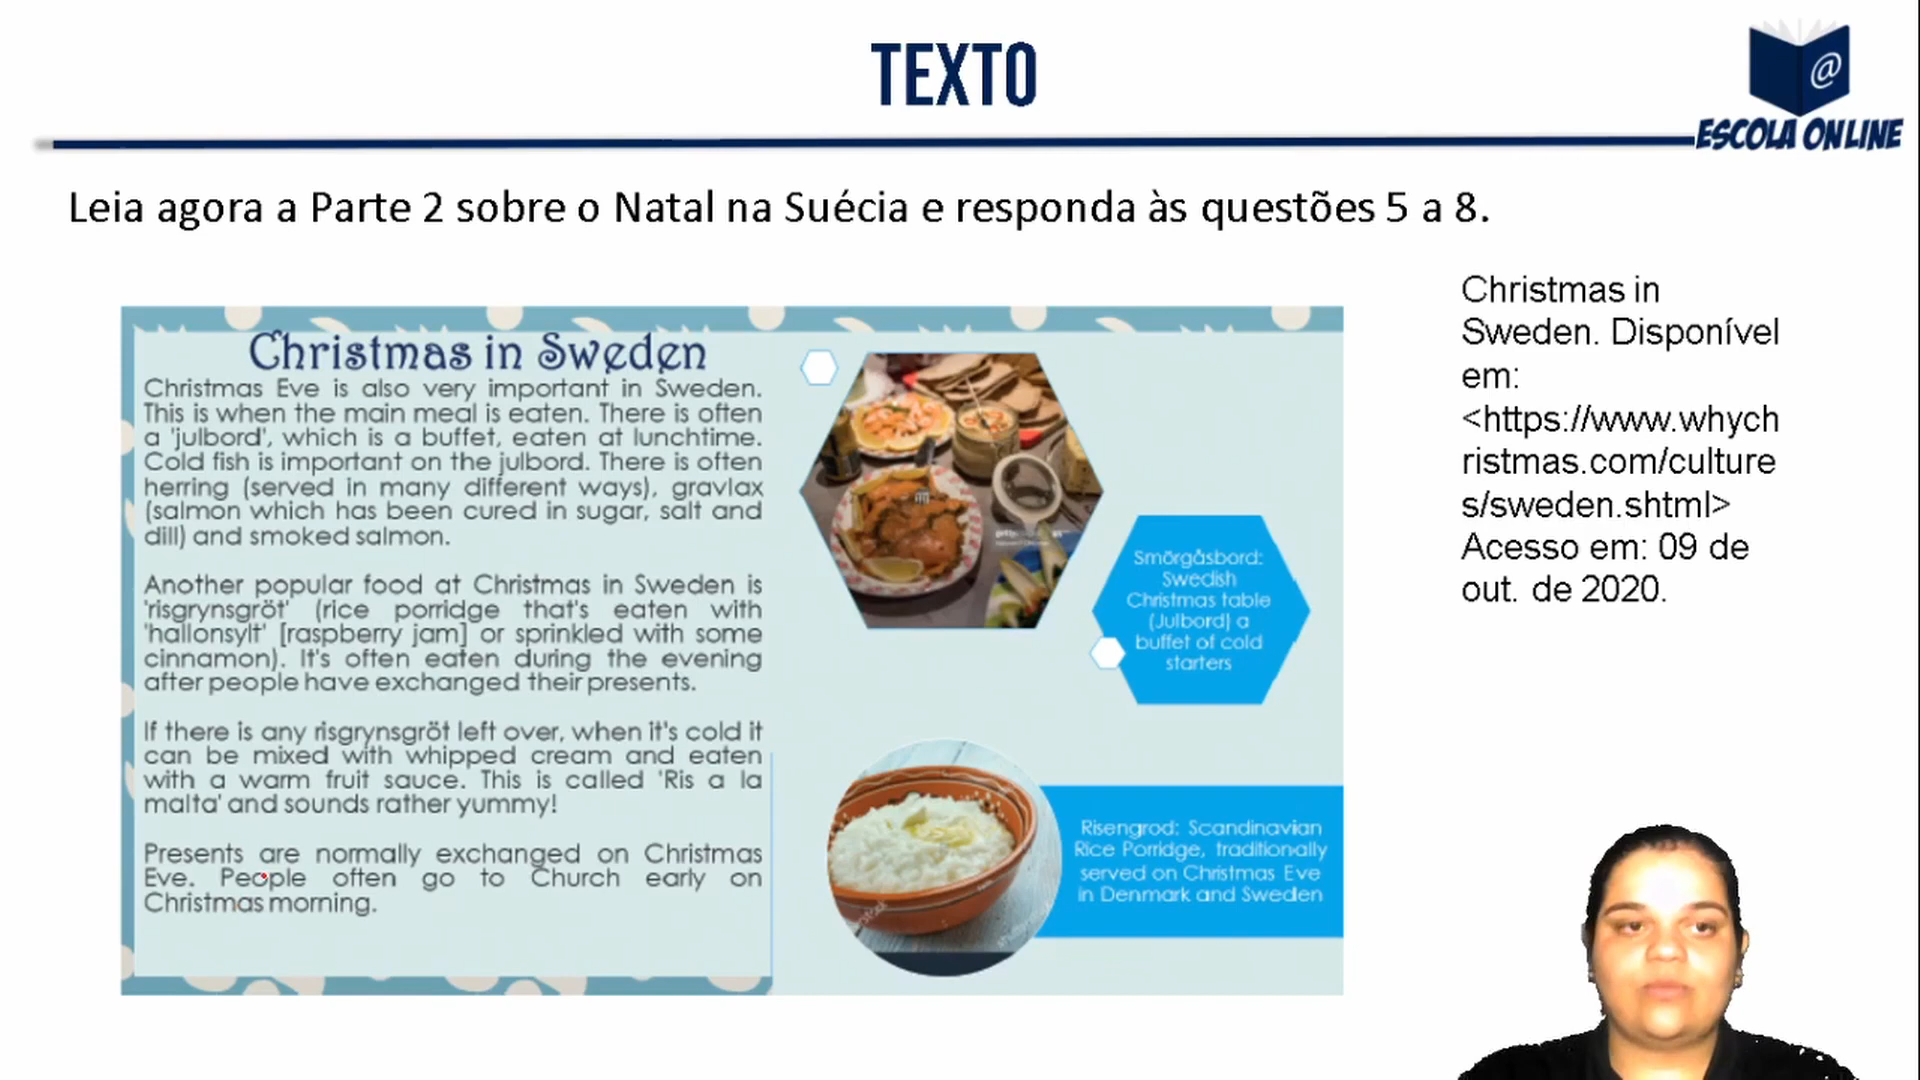 TEXTO
@
ESCOLA ONLINE
Leia agora a Parte 2 sobre o Natal na Suécia e responda às questões 5 a 8.
Christmas in Sweden
Christmas Eve is also very important in Sweden.
This is when the main meal is eaten. There is often
a 'julbord', which is a buffet, eaten at lunchtime.
Cold fish is important on the julbord. There is often
herring (served in many different ways), gravlax
(salmon which has been cured in sugar, salt and
dill) and smoked salmon.
Another popular food at Christmas in Sweden is
'risgrynsgröt' (rice porridge that's eaten with
'hallonsylt' [raspberry jam] or sprinkled with some
cinnamon). It's often eaten during the evening
after people have exchanged their presents.
If there is any risgrynsgröt left over, when it's cold it
can be mixed with whipped cream and eaten
with a warm fruit sauce. This is called 'Ris a la
malta' and sounds rather yummy!
Presents are normally exchanged on Christmas
Eve. People often go to Church early on
Christmas morning.
Smörgåsbord:
Swedish
Christmas table
(Julbord) a
buffet of cold
starters
Risengrod: Scandinavian
Rice Porridge, traditionally
served on Christmas Eve
in Denmark and Sweden
Christmas in
Sweden. Disponível
em:
<https://www.whych
ristmas.com/culture
s/sweden.shtml>
Acesso em: 09 de
out. de 2020.